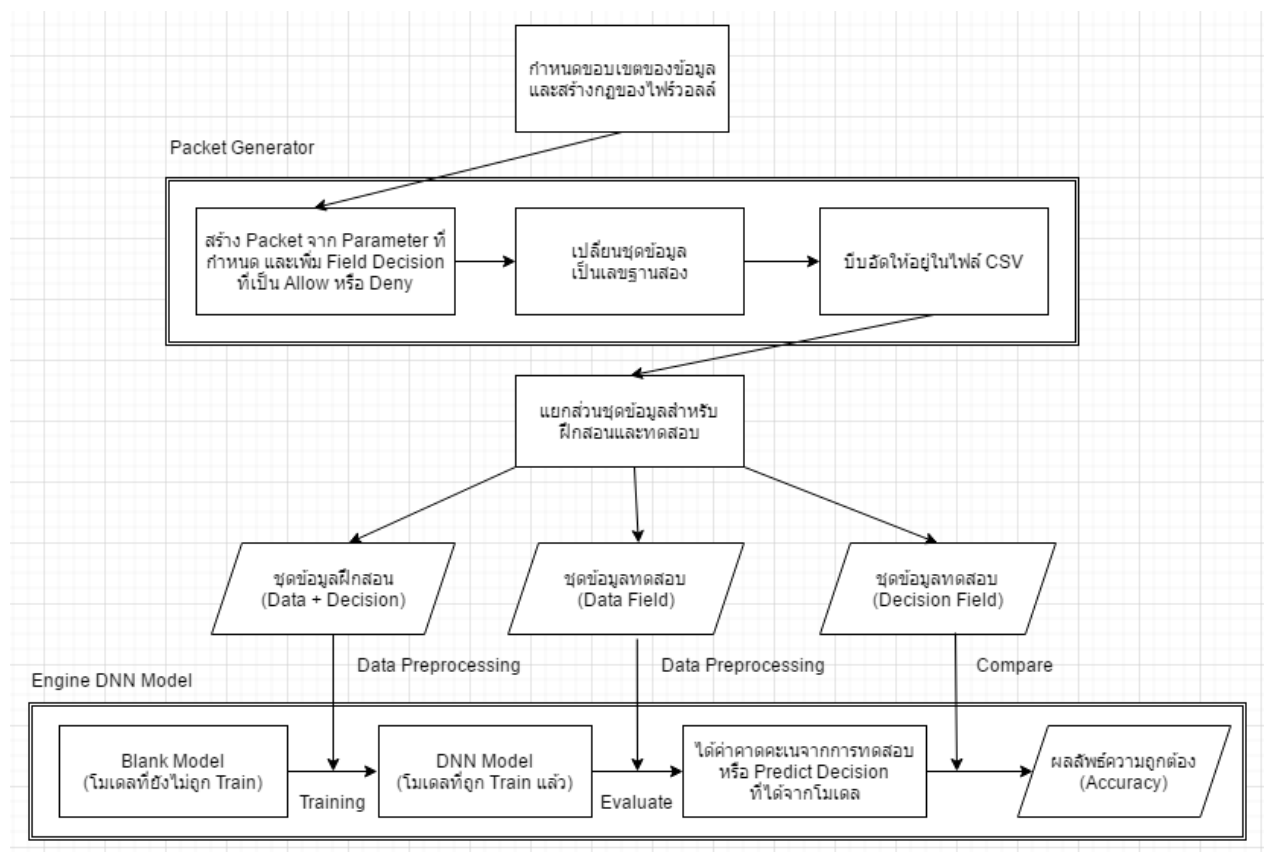 กำหนดขอบเขตของข้อมูล
และสร้างกฏของไฟร์วอลล์
Packet Generator
สร้าง Packet จาก Parameter ที่
กำหนด และเพิ่ม Field Decision
ที่เป็น Allow หรือ Deny
เปลี่ยนชุดข้อมูล
เป็นเลขฐานสอง
บีบอัดให้อยู่ในไฟล์ CSV
แยกส่วนชุดข้อมูลสำหรับ
ฝึกสอนและทดสอบ
ชุดข้อมูลฝึกสอน
(Data + Decision)
ชุดข้อมูลทดสอบ
(Data Field)
ชุดข้อมูลทดสอบ
(Decision Field)
Data Preprocessing
Data Preprocessing
Compare
Engine DNN Model
Blank Model
(โมเดลที่ยังไม่ถูก Train)
Training
DNN Model
(โมเดลที่ถูก Train แล้ว)
Evaluate
ได้ค่าคาดคะเนจากการทดสอบ
หรือ Predict Decision
ที่ได้จากโมเดล
ผลลัพธ์ความถูกต้อง
(Accuracy)